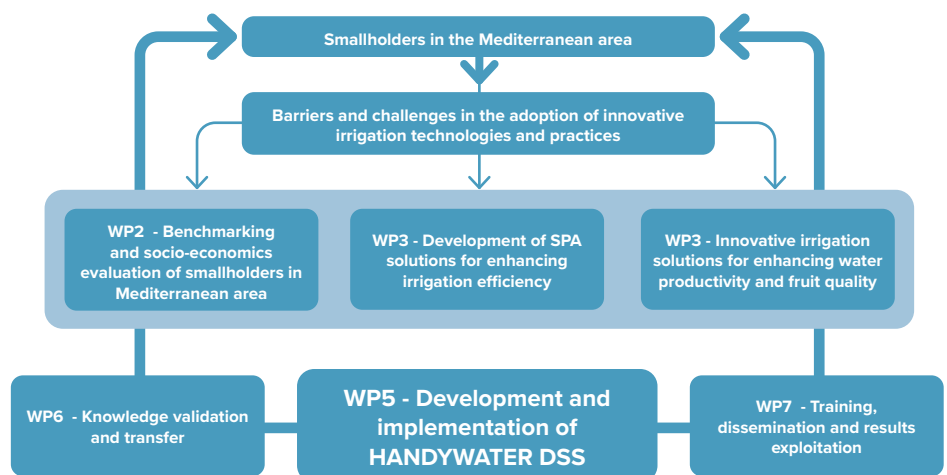 Smallholders in the Mediterranean area
Barriers and challenges in the adoption of innovative
irrigation technologies and practices
WP2 - Benchmarking
and socio-economics
evaluation of smallholders in
Mediterranean area
WP3 - Development of SPA
solutions for enhancing
irrigation efficiency
WP3 - Innovative irrigation
solutions for enhancing water
productivity and fruit quality
WP6 - Knowledge validation
and transfer
WP5 - Development and
implementation of
HANDYWATER DSS
WP7 - Training,
dissemination and results
exploitation